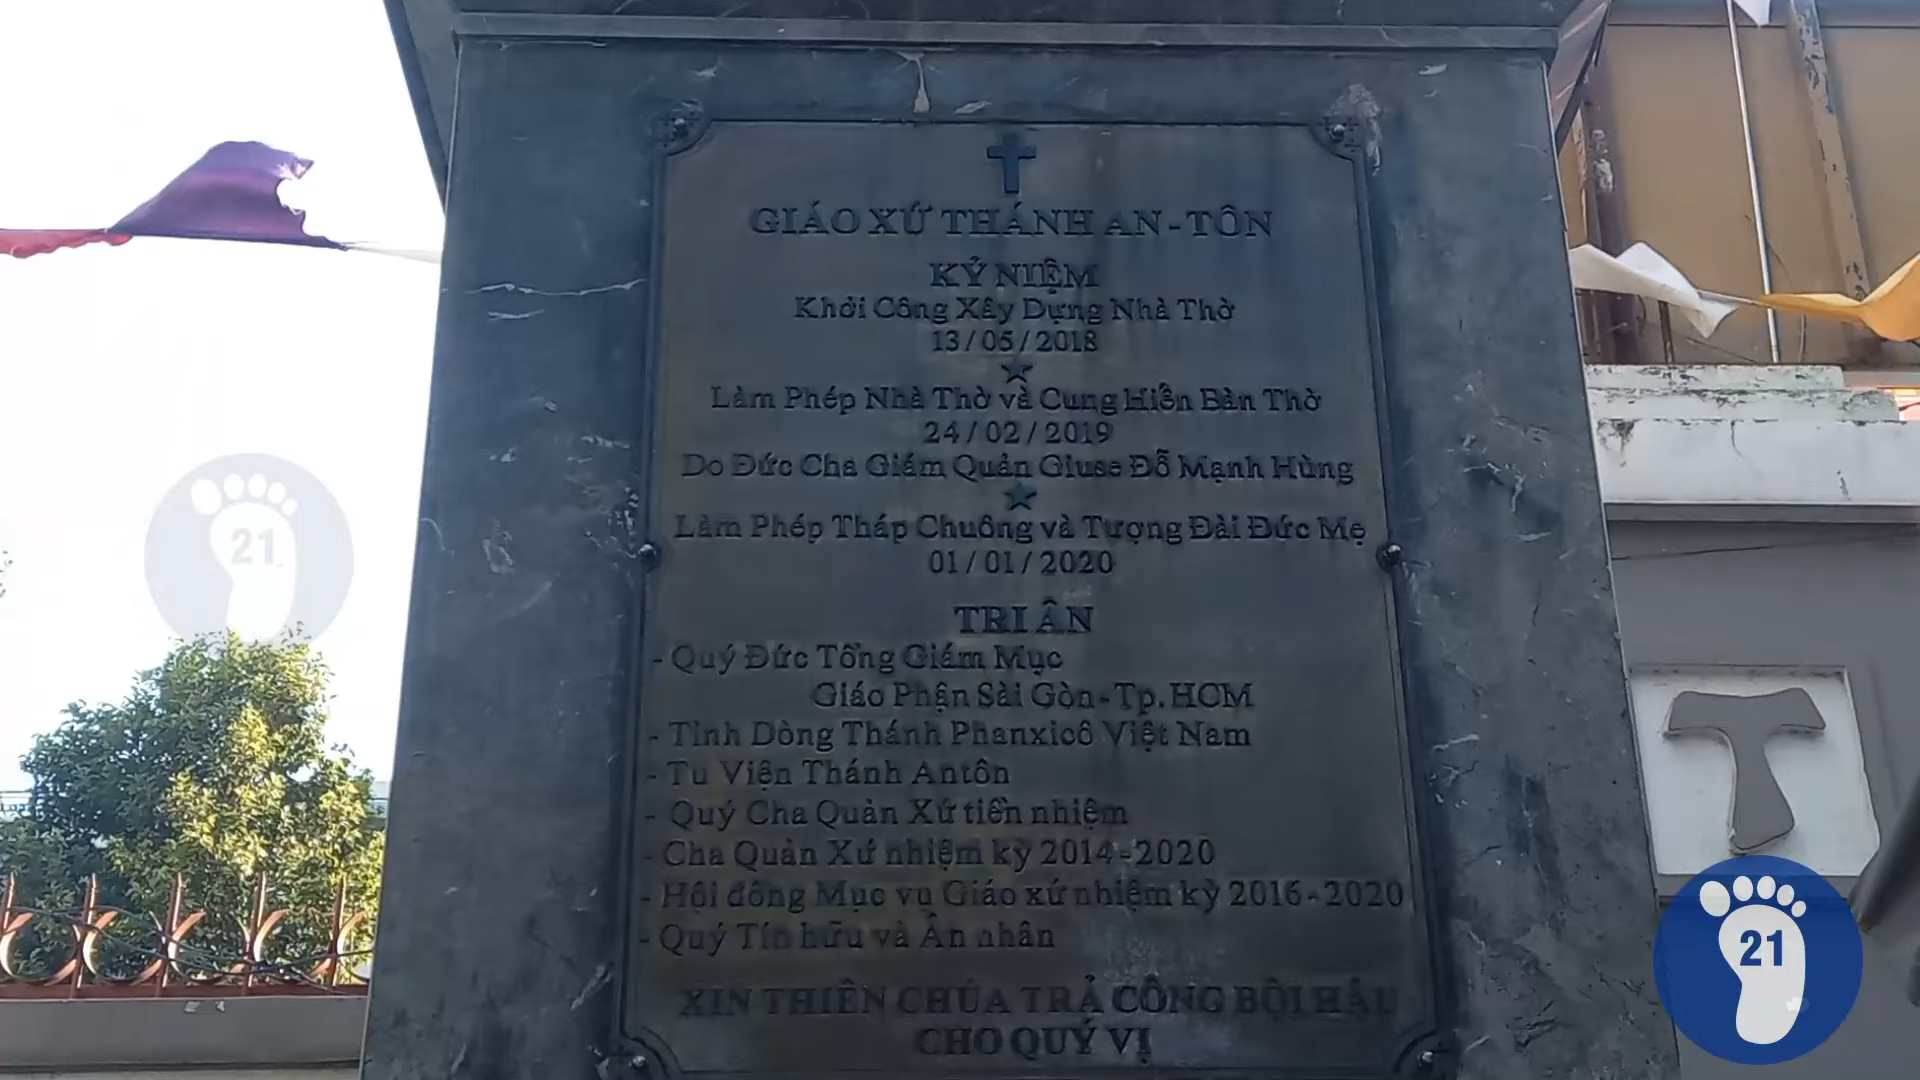 GIÁO XỨ THÁNH AN-TÔN
KỶ NIỆM
Khởi Công Xây Dựng Nhà Thờ
13/05/2018
Làm Phép Nhà Thờ và Cung Hiến Bàn Thờ
24/02/2019
Do Đức Cha Giám Quản Giuse Đỗ Mạnh Hùng
Làm Phép Tháp Chuông và Tượng Đài Đức Mẹ
01/01/2020
TRI ÂN
- Quý Đức Tổng Giám Mục
Giáo Phận Sài Gòn-Tp.HCM
- Tỉnh Dòng Thánh Phanxicô Việt Nam
- Tu Viện Thánh Antôn
- Quý Cha Quản Xứ tiền nhiệm
- Cha Quản Xứ nhiệm kỳ 2014-2020
- Hội đồng Mục vụ Giáo xứ nhiệm kỳ 2016-2020
- Quý Tín hữu và Ân nhân
XIN THIÊN CHÚA TRẢ CÔNG BỘI HẬU
CHO QUÝ VỊ
21
21